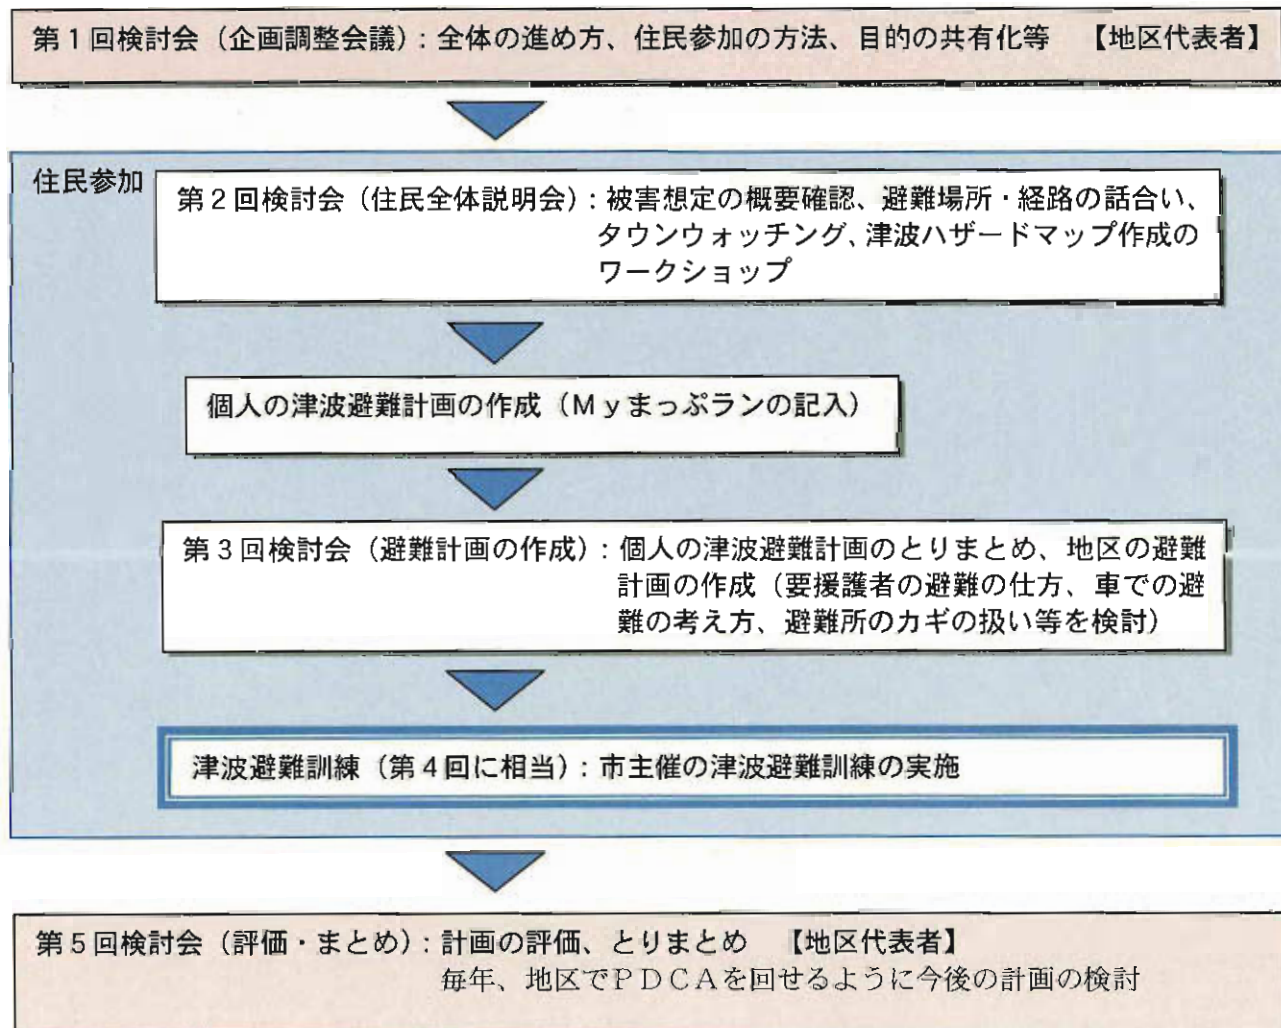 第1回検討会(企画調整会議):全体の進め方、住民参加の方法、目的の共有化等 【地区代表者】
住民参加
第2回検討会(住民全体説明会):被害想定の概要確認、避難場所・経路の話合い、
タウンウォッチング、津波ハザードマップ作成の
ワークショップ
個人の津波避難計画の作成(Myまっぷランの記入)
第3回検討会(避難計画の作成):個人の津波避難計画のとりまとめ、地区の避難
計画の作成(要援護者の避難の仕方、車での避
難の考え方、避難所のカギの扱い等を検討)
津波避難訓練(第4回に相当):市主催の津波避難訓練の実施
第5回検討会(評価・まとめ):計画の評価、とりまとめ 【地区代表者】
毎年、地区でPDCAを回せるように今後の計画の検討